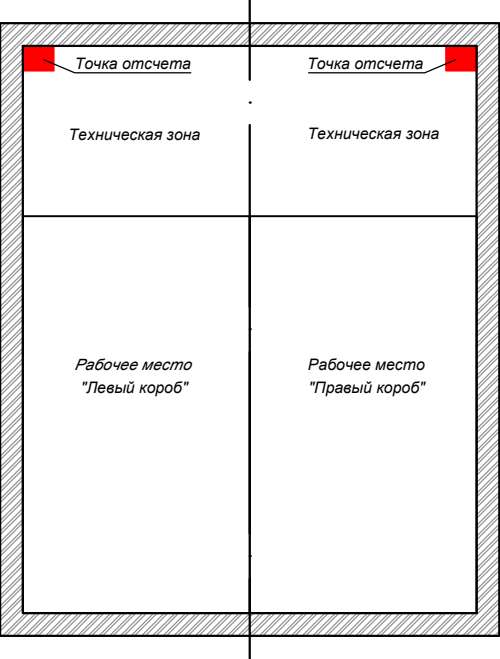 Точка отсчета
Точка отсчета
Техническая зона
Техническая зона
Рабочее место
"Левый короб"
Рабочее место
"Правый короб"